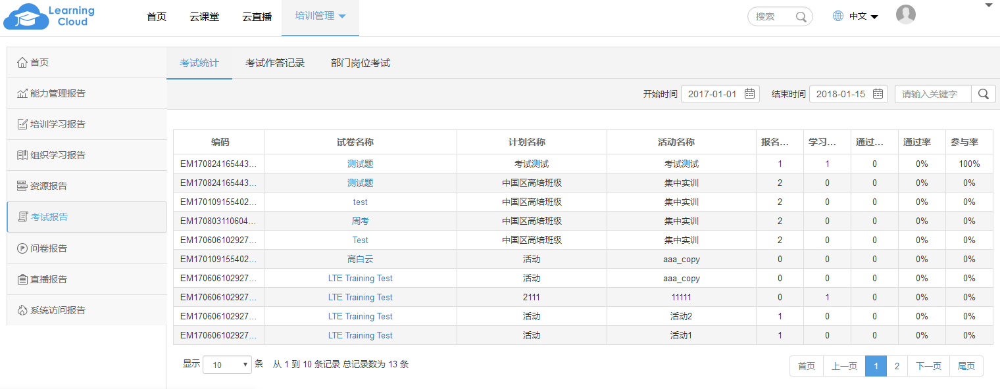 Learning
Cloud
首页 云课堂 云直播 培训管理 搜索 中文
首页
能力管理报告
培训学习报告
组织学习报告
资源报告
考试报告
问卷报告
直播报告
系统访问报告
考试统计 考试作答记录 部门岗位考试
开始时间 2017-01-01 结束时间 2018-01-15 请输入关键字
编码 试卷名称 计划名称 活动名称 报名... 学习... 通过... 通过率 参与率
EM170824165443... 测试题 考试测试 考试测试 1 1 0 0% 100%
EM170824165443... 测试题 中国区高培班级 集中实训 2 0 0 0% 0%
EM170109155402... test 中国区高培班级 集中实训 2 0 0 0% 0%
EM170803110604... 周考 中国区高培班级 集中实训 2 0 0 0% 0%
EM170606102927... Test 中国区高培班级 集中实训 2 0 0 0% 0%
EM170109155402... 高白云 活动 aaa_copy 0 0 0 0% 0%
EM170606102927... LTE Training Test 活动 aaa_copy 0 0 0 0% 0%
EM170606102927... LTE Training Test 2111 11111 0 1 0 0% 0%
EM170606102927... LTE Training Test 活动 活动2 1 0 0 0% 0%
EM170606102927... LTE Training Test 活动 活动1 1 0 0 0% 0%
显示 10 条 从 1 到 10 条记录 总记录数为 13 条 首页 上一页 1 2 下一页 尾页